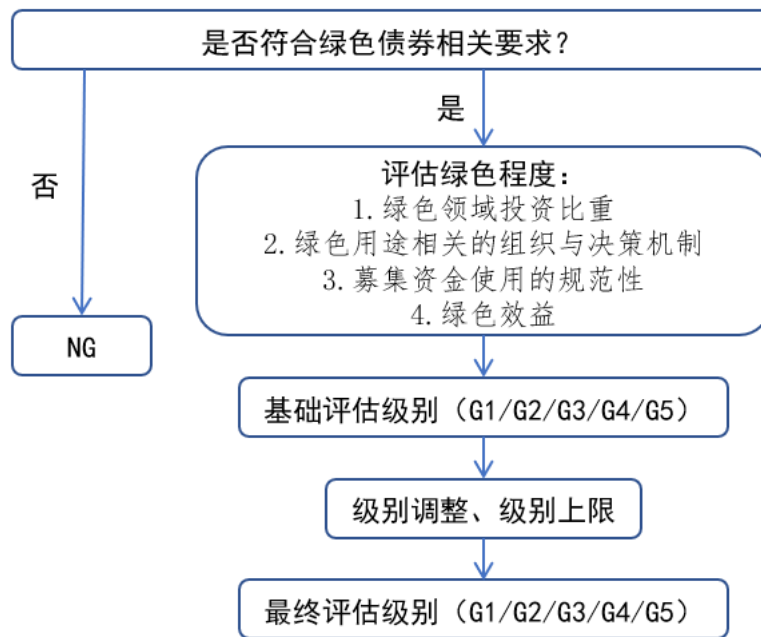 是否符合绿色债券相关要求？
是
否
评估绿色程度：
1.绿色领域投资比重
2.绿色用途相关的组织与决策机制
3.募集资金使用的规范性
4.绿色效益
NG
基础评估级别（G1/G2/G3/G4/G5）
级别调整、级别上限
最终评估级别（G1/G2/G3/G4/G5）